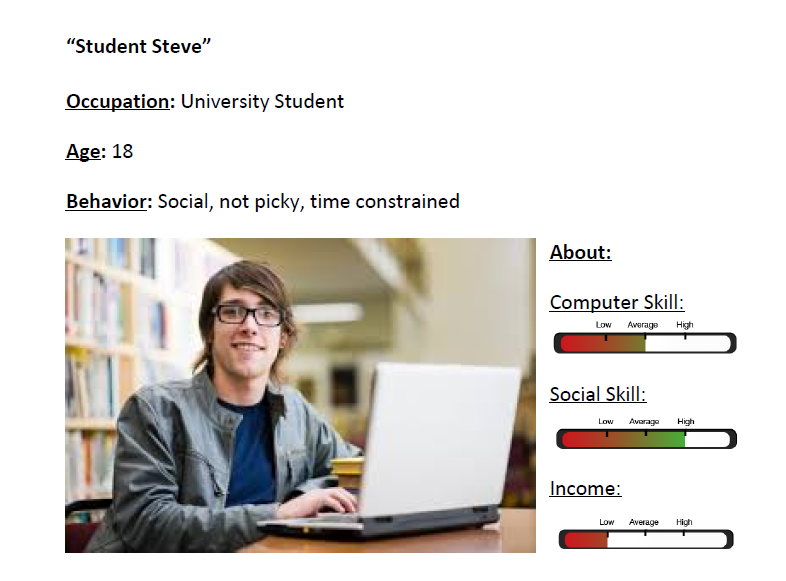 “Student Steve”
Occupation: University Student
Age: 18
Behavior: Social, not picky, time constrained
About:
Computer Skill:
Low Average High
Social Skill:
Low Average High
Income:
Low Average High